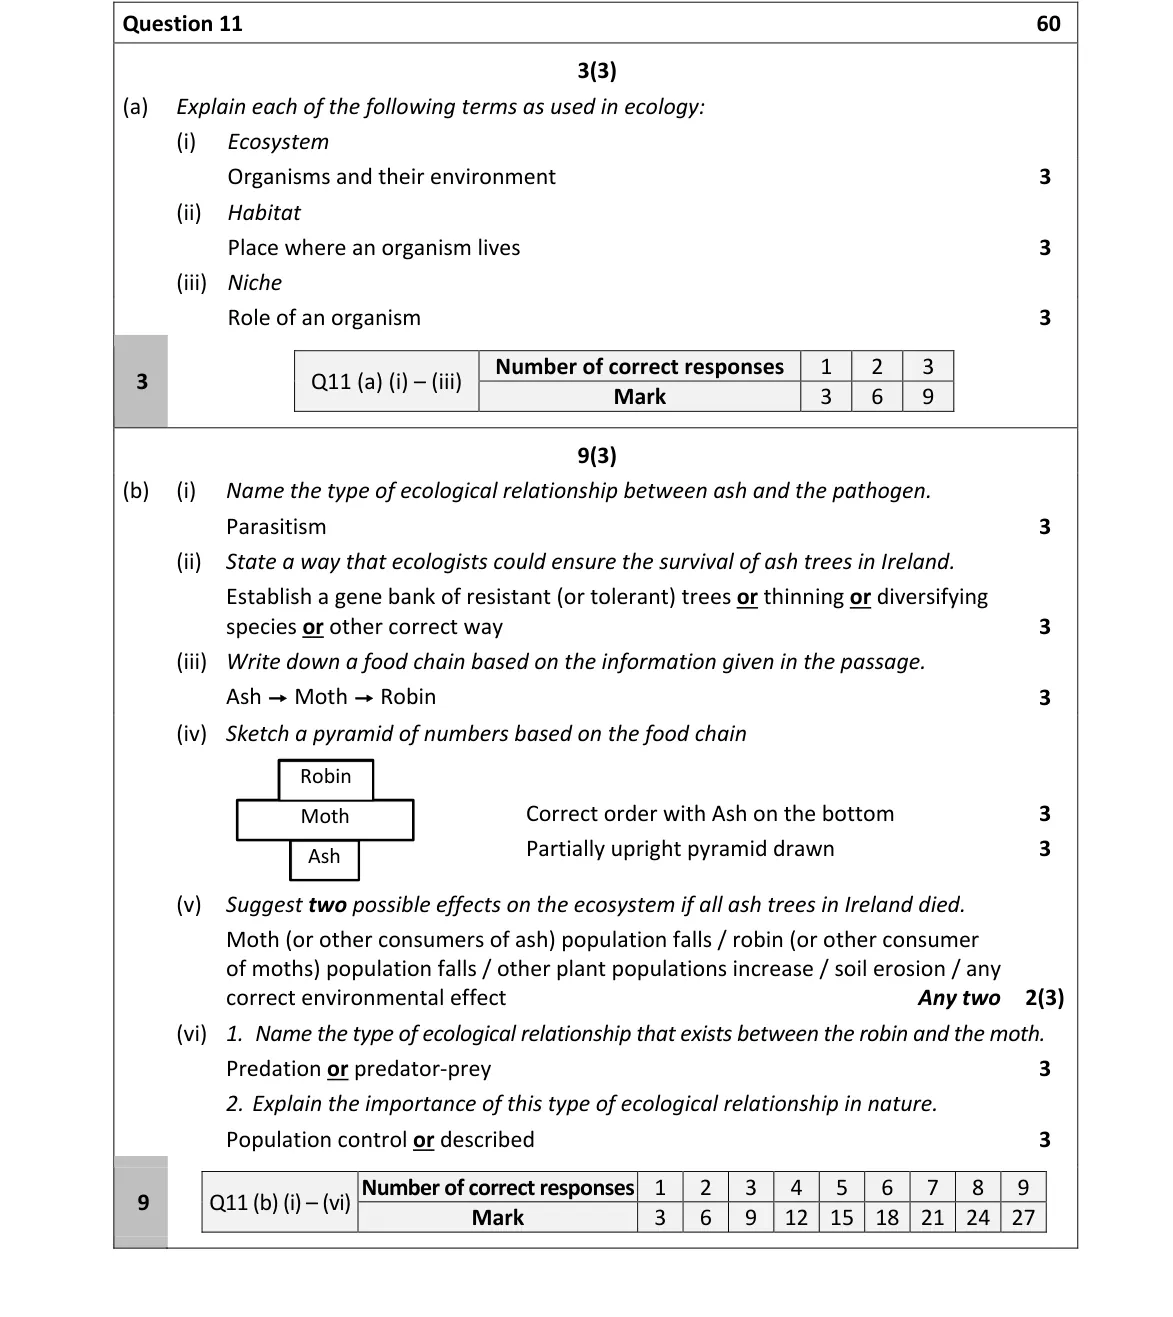 Question 11 60
3(3)
(a) Explain each of the following terms as used in ecology:
(i) Ecosystem
Organisms and their environment 3
(ii) Habitat
Place where an organism lives 3
(iii) Niche
Role of an organism 3
3
Q11 (a) (i) – (iii)
Number of correct responses 1 2 3
Mark 3 6 9
9(3)
(b) (i) Name the type of ecological relationship between ash and the pathogen.
Parasitism 3
(ii) State a way that ecologists could ensure the survival of ash trees in Ireland.
Establish a gene bank of resistant (or tolerant) trees or thinning or diversifying
species or other correct way 3
(iii) Write down a food chain based on the information given in the passage.
Ash → Moth → Robin 3
(iv) Sketch a pyramid of numbers based on the food chain
Robin
Moth
Ash
Correct order with Ash on the bottom 3
Partially upright pyramid drawn 3
(v) Suggest two possible effects on the ecosystem if all ash trees in Ireland died.
Moth (or other consumers of ash) population falls / robin (or other consumer
of moths) population falls / other plant populations increase / soil erosion / any
correct environmental effect Any two 2(3)
(vi) 1. Name the type of ecological relationship that exists between the robin and the moth.
Predation or predator-prey 3
2. Explain the importance of this type of ecological relationship in nature.
Population control or described 3
9
Q11 (b) (i) – (vi)
Number of correct responses 1 2 3 4 5 6 7 8 9
Mark 3 6 9 12 15 18 21 24 27